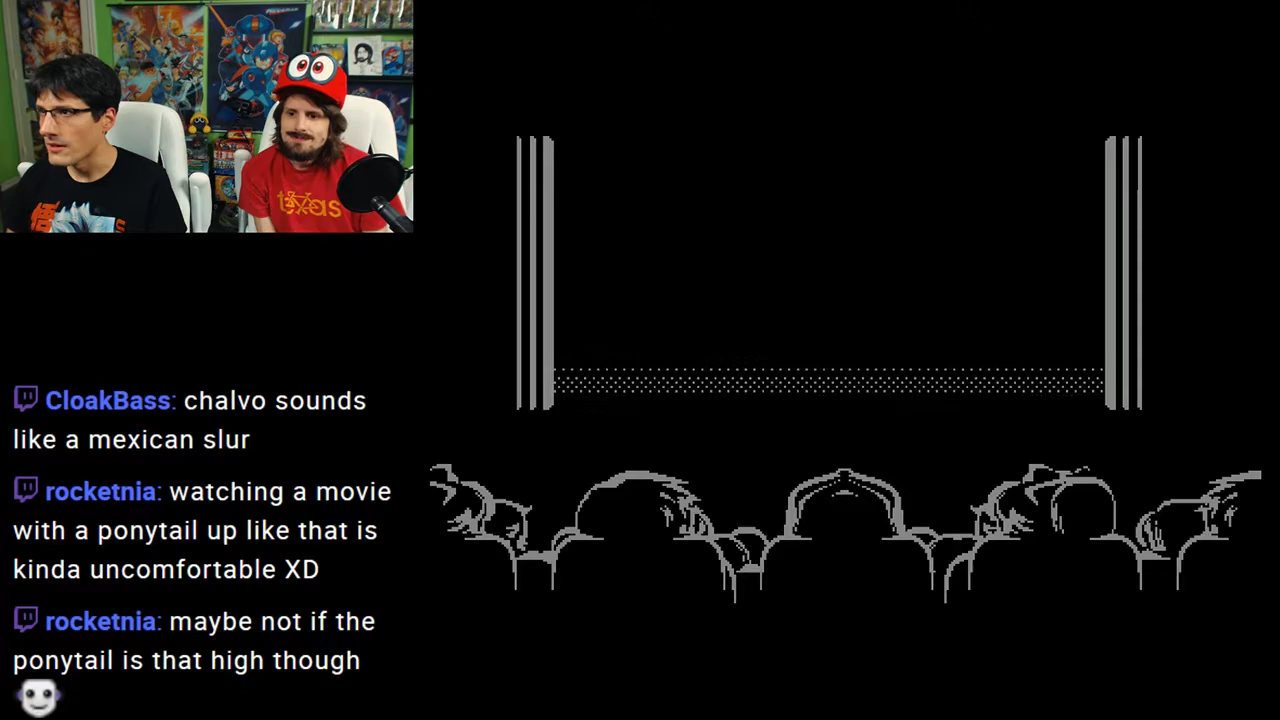 texas
CloakBass: chalvo sounds
like a mexican slur
rocketnia: watching a movie
with a ponytail up like that is
kinda uncomfortable XD
rocketnia: maybe not if the
ponytail is that high though